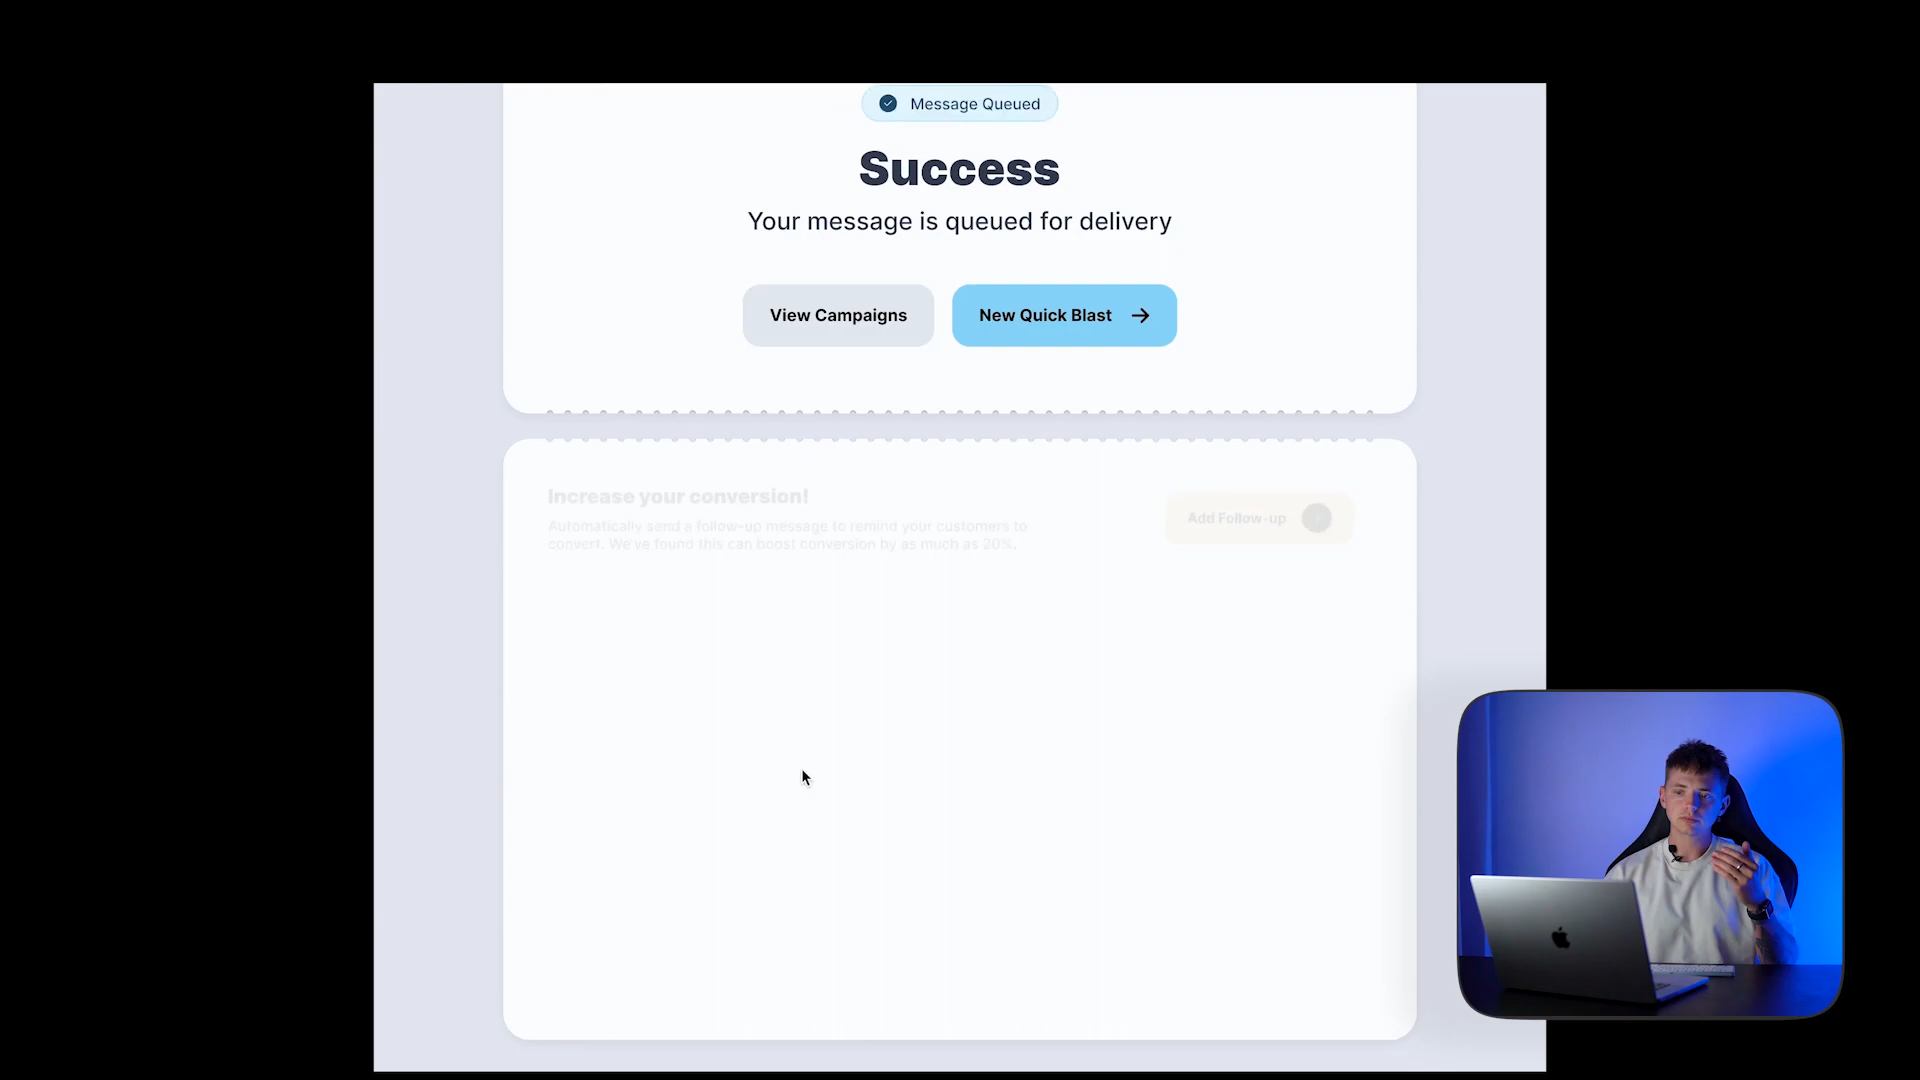 Message Queued
Success
Your message is queued for delivery
View Campaigns
New Quick Blast
Increase your conversion!
Automatically send a follow-up message to remind your customers to
convert. We've found this can boost conversion by as much as 20%.
Add Follow-up